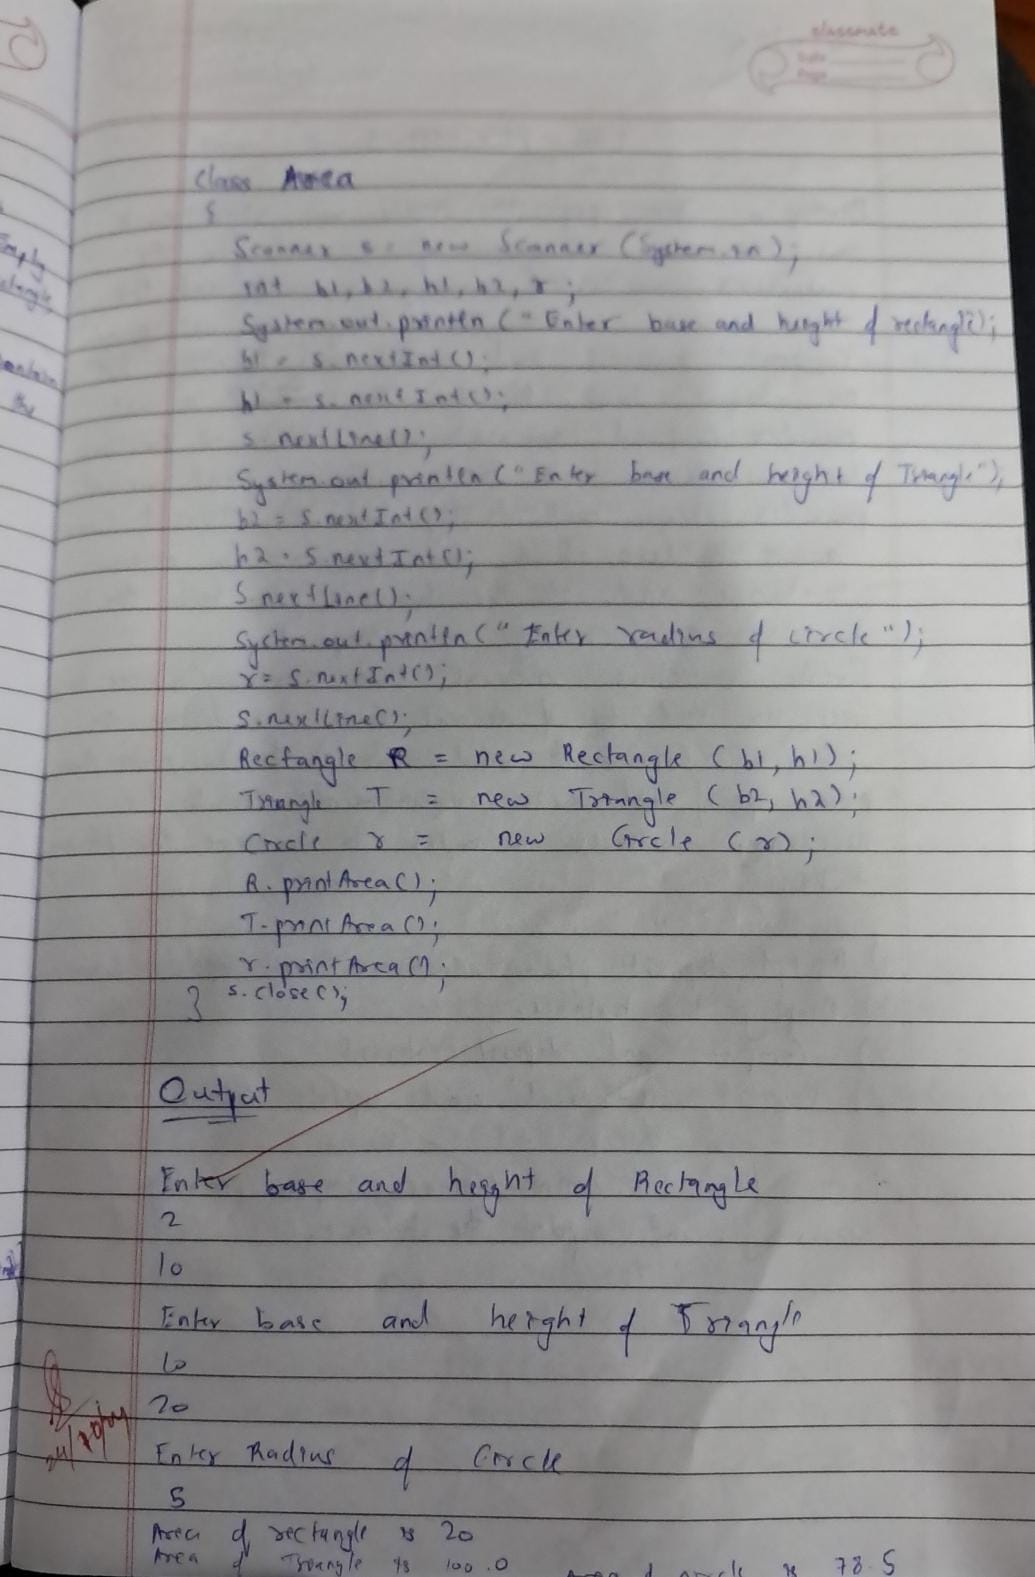 classmate
Date
Page
Class Area
{
Scanner s = new Scanner (System.in);
int b1, b2, h1, h2, r;
System.out.println ("Enter base and height of rectangle);
b1 = s.nextInt();
h1 = s.nextInt();
s.nextLine();
System.out.println ("Enter base and height of Triangle");
b2 = s.nextInt();
h2 = s.nextInt();
s.nextLine();
System.out.println ("Enter radius of circle");
r = s.nextInt();
s.nextLine();
Rectangle R = new Rectangle (b1, h1);
Triangle T = new Triangle (b2, h2);
Circle r = new Circle (r);
R.printArea();
T.printArea();
r.printArea();
} s.close();
Output
Enter base and height of Rectangle
2
10
Enter base and height of Triangle
10
20
Enter Radius of Circle
5
Area of rectangle is 20
Area of Triangle is 100.0 Area of circle is 78.5